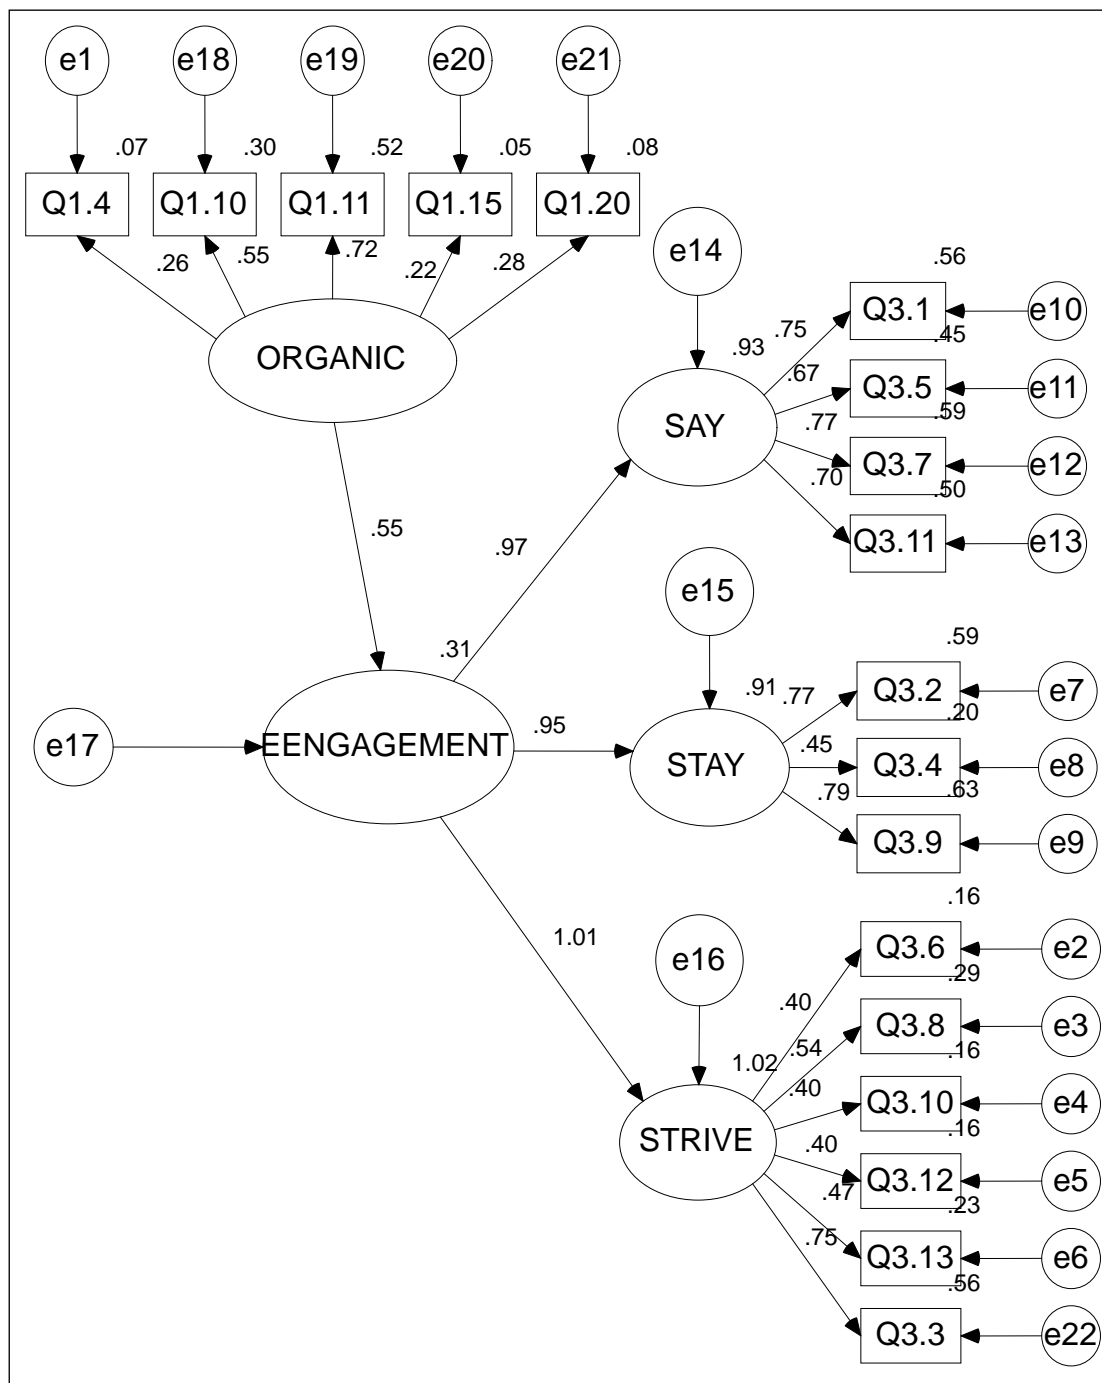 e1 e18 e19 e20 e21
.07 .30 .52 .05 .08
Q1.4 Q1.10 Q1.11 Q1.15 Q1.20
.26 .55 .72 .22 .28
ORGANIC
e14
.56
Q3.1 e10
.75
.93
.45
.67
Q3.5 e11
.59
.77
SAY
Q3.7 e12
.70
.50
Q3.11 e13
.55
.97
e15
.31
.59
.91 .77
Q3.2 e7
.20
e17
EENGAGEMENT
.95
.45
STAY
Q3.4 e8
.63
.79
Q3.9 e9
.16
1.01
e16
Q3.6 e2
.29
.40
Q3.8 e3
.54
1.02
.16
.40
Q3.10 e4
.16
STRIVE
.40
Q3.12 e5
.47
.23
.75
Q3.13 e6
.56
Q3.3 e22